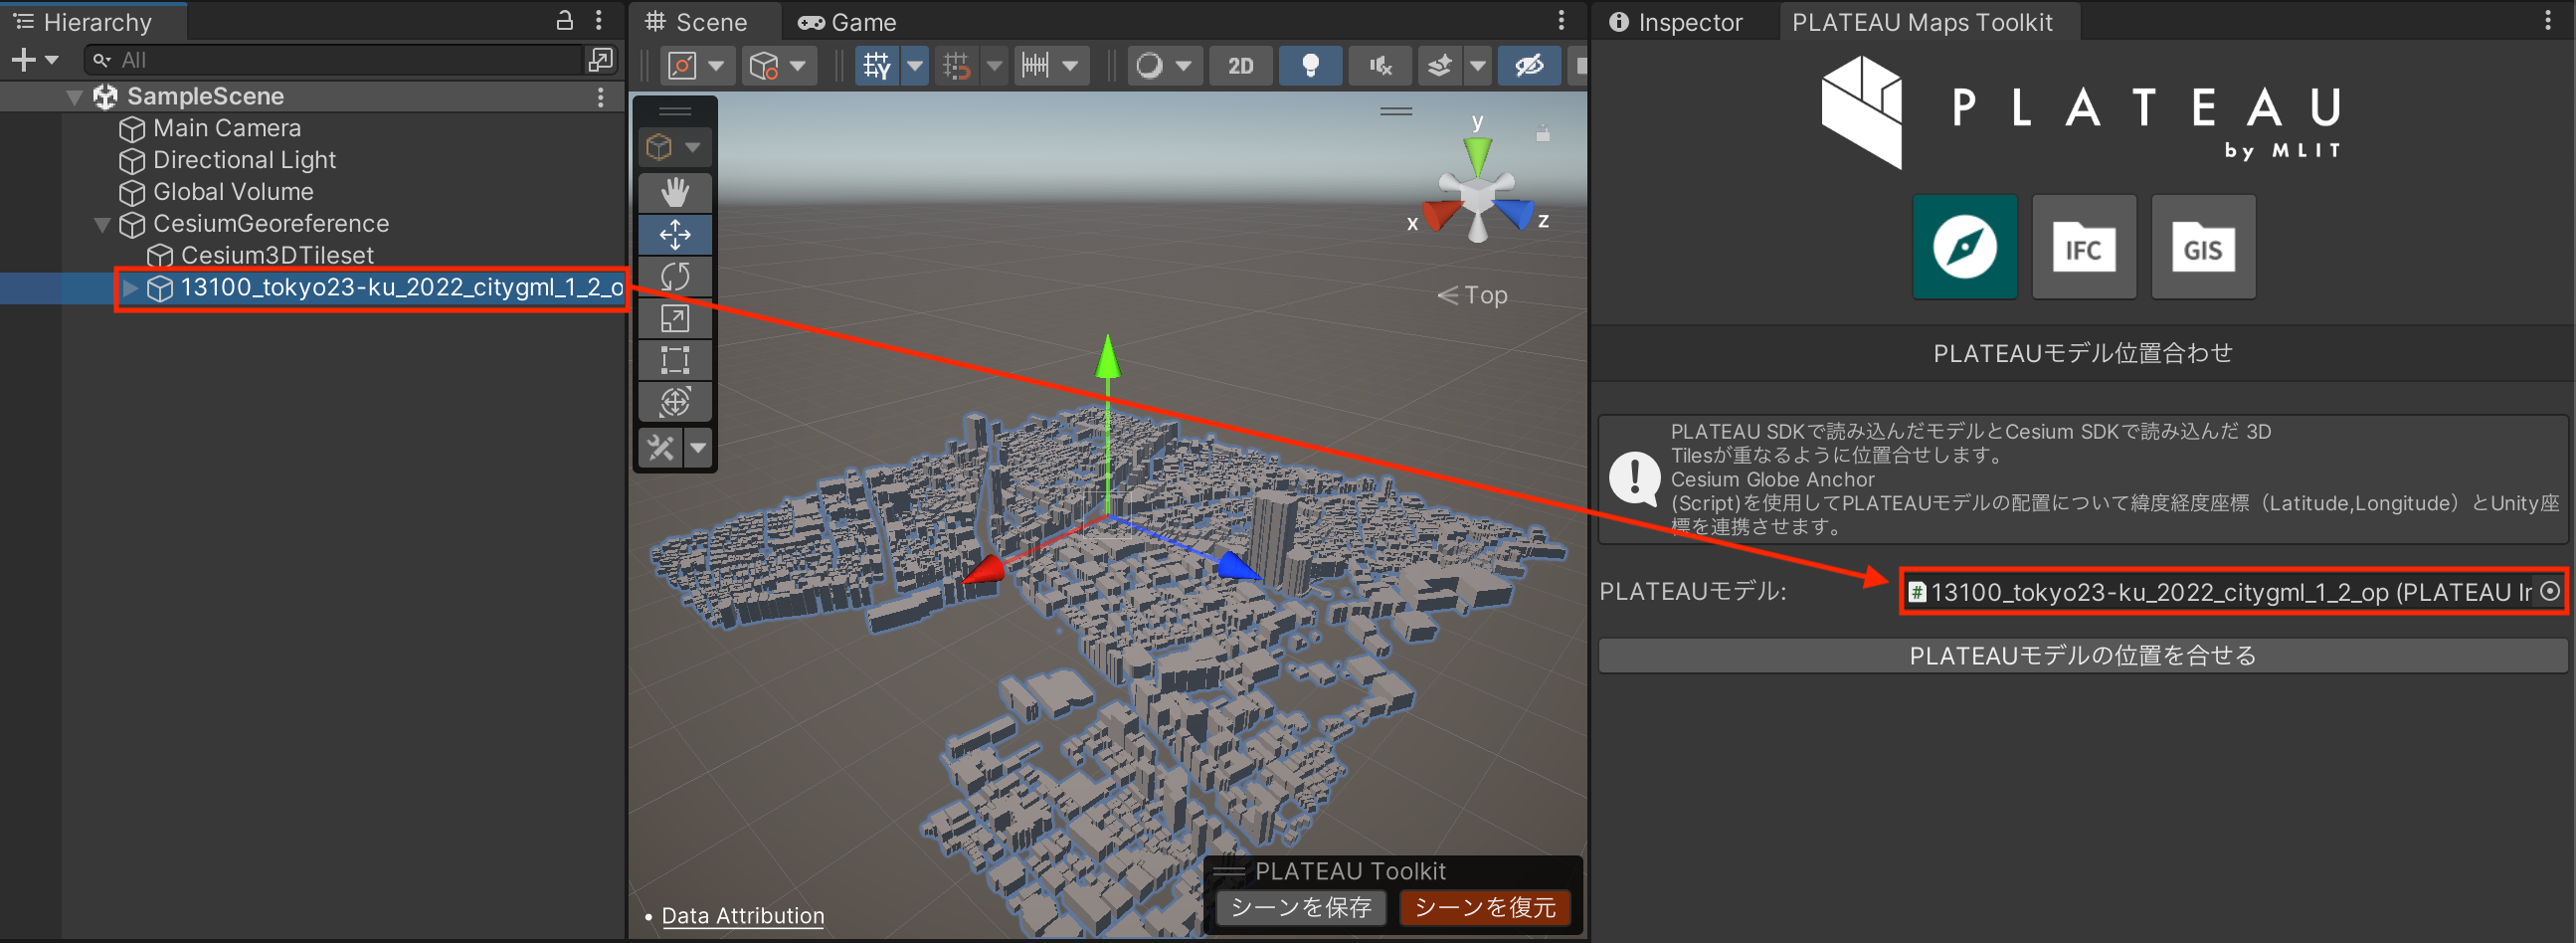 Hierarchy
All
SampleScene
Main Camera
Directional Light
Global Volume
CesiumGeoreference
Cesium3DTileset
13100_tokyo23-ku_2022_citygml_1_2_o
Scene
Game
2D
y
x
z
Top
Data Attribution
PLATEAU Toolkit
シーンを保存
シーンを復元
Inspector
PLATEAU Maps Toolkit
PLATEAU
by MLIT
IFC
GIS
PLATEAUモデル位置合わせ
PLATEAU SDKで読み込んだモデルとCesium SDKで読み込んだ 3D
Tilesが重なるように位置合せします。
Cesium Globe Anchor
(Script)を使用してPLATEAUモデルの配置について緯度経度座標（Latitude,Longitude）とUnity座
標を連携させます。
PLATEAUモデル:
13100_tokyo23-ku_2022_citygml_1_2_op (PLATEAU Ir
PLATEAUモデルの位置を合せる